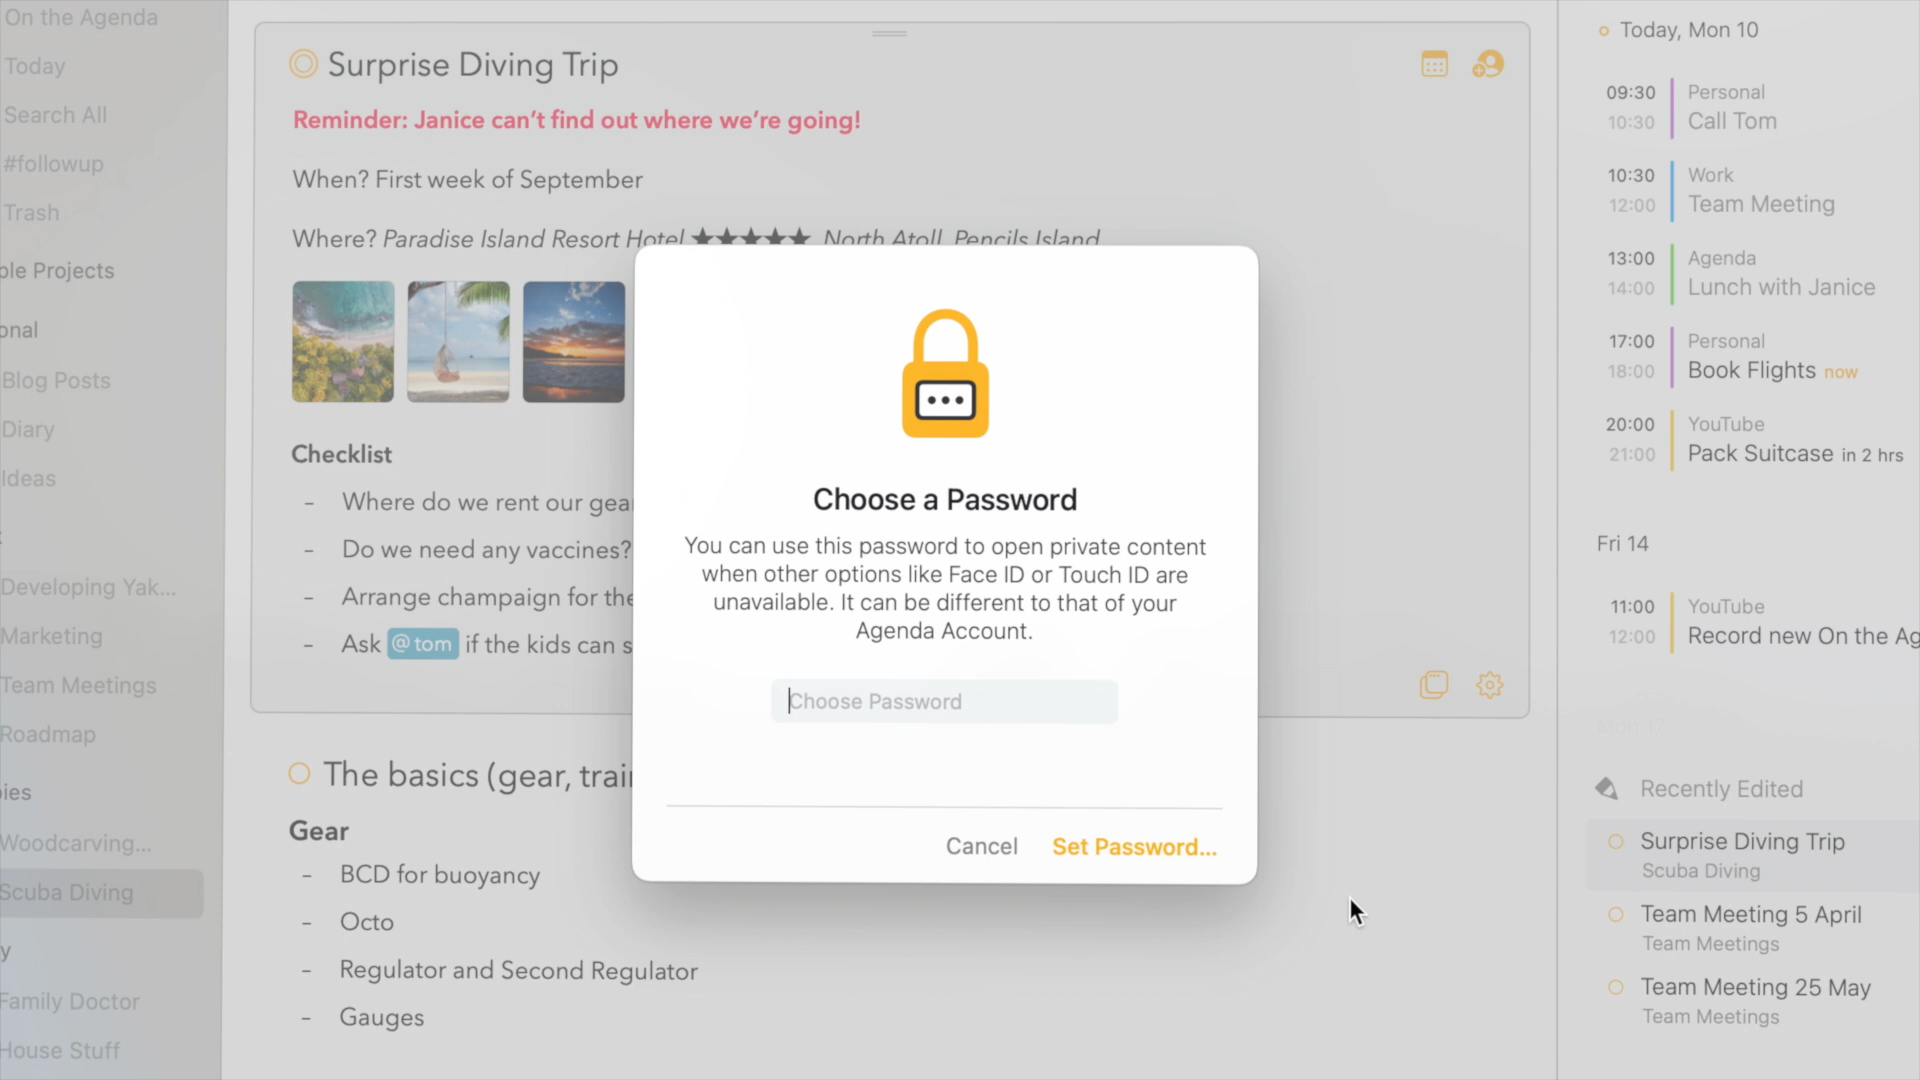 On the Agenda
Today
Search All
#followup
Trash
ple Projects
onal
Blog Posts
Diary
Ideas
Developing Yak...
Marketing
Team Meetings
Roadmap
ies
Woodcarving...
Scuba Diving
y
Family Doctor
House Stuff
Surprise Diving Trip
Reminder: Janice can't find out where we're going!
When? First week of September
Where? Paradise Island Resort Hotel ★★★★★ North Atoll, Pencils Island
Checklist
- Where do we rent our gea
- Do we need any vaccines?
- Arrange champaign for the
- Ask @tom if the kids can s
The basics (gear, trai
Gear
- BCD for buoyancy
- Octo
- Regulator and Second Regulator
- Gauges
Choose a Password
You can use this password to open private content
when other options like Face ID or Touch ID are
unavailable. It can be different to that of your
Agenda Account.
Choose Password
Cancel Set Password...
Today, Mon 10
09:30 Personal
10:30 Call Tom
10:30 Work
12:00 Team Meeting
13:00 Agenda
14:00 Lunch with Janice
17:00 Personal
18:00 Book Flights now
20:00 YouTube
21:00 Pack Suitcase in 2 hrs
Fri 14
11:00 YouTube
12:00 Record new On the Ag
Mon 17
Recently Edited
Surprise Diving Trip
Scuba Diving
Team Meeting 5 April
Team Meetings
Team Meeting 25 May
Team Meetings